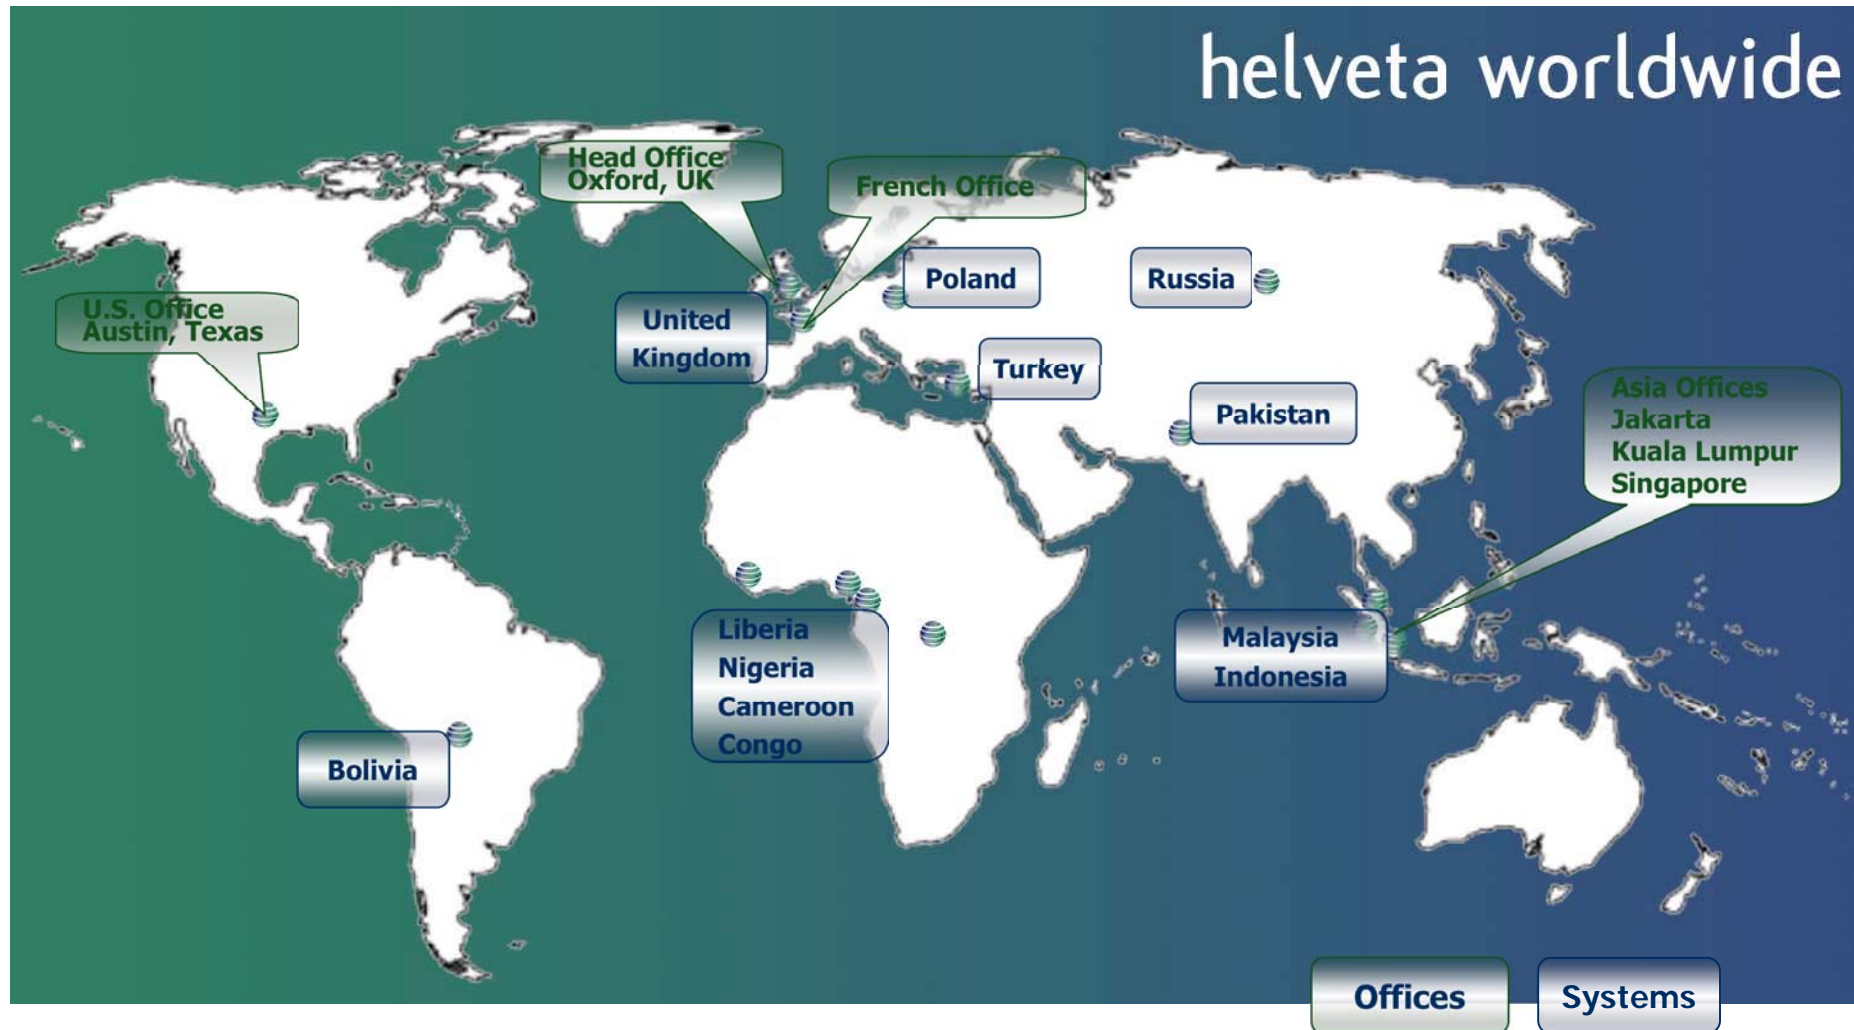 helveta worldwide
Head Office
Oxford, UK
French Office
U.S. Office
Austin, Texas
United
Kingdom
Poland
Russia
Turkey
Pakistan
Asia Offices
Jakarta
Kuala Lumpur
Singapore
Liberia
Nigeria
Cameroon
Congo
Malaysia
Indonesia
Bolivia
Offices
Systems